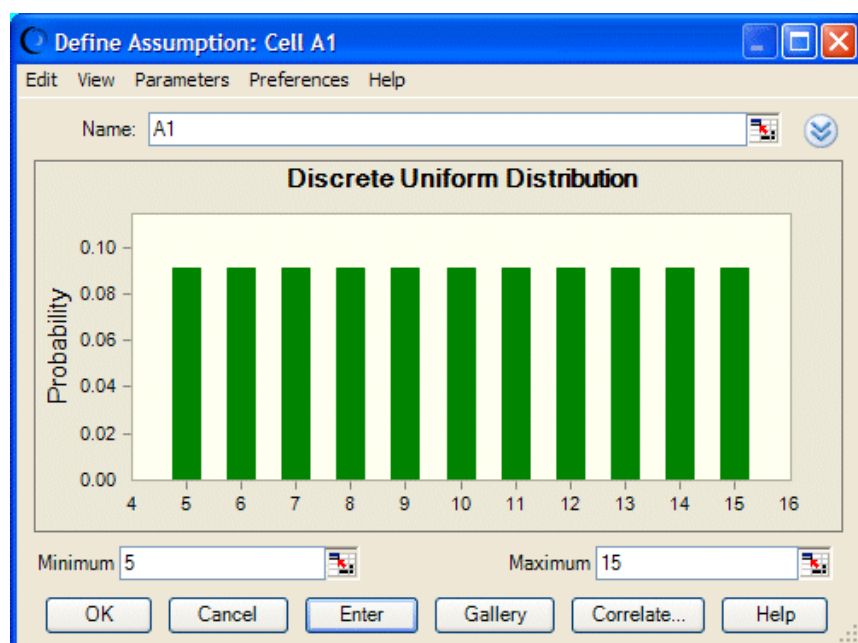 Define Assumption: Cell A1
Edit View Parameters Preferences Help
Name: A1
Discrete Uniform Distribution
Probability
0.10
0.08
0.06
0.04
0.02
0.00
4 5 6 7 8 9 10 11 12 13 14 15 16
Minimum 5 Maximum 15
OK Cancel Enter Gallery Correlate... Help